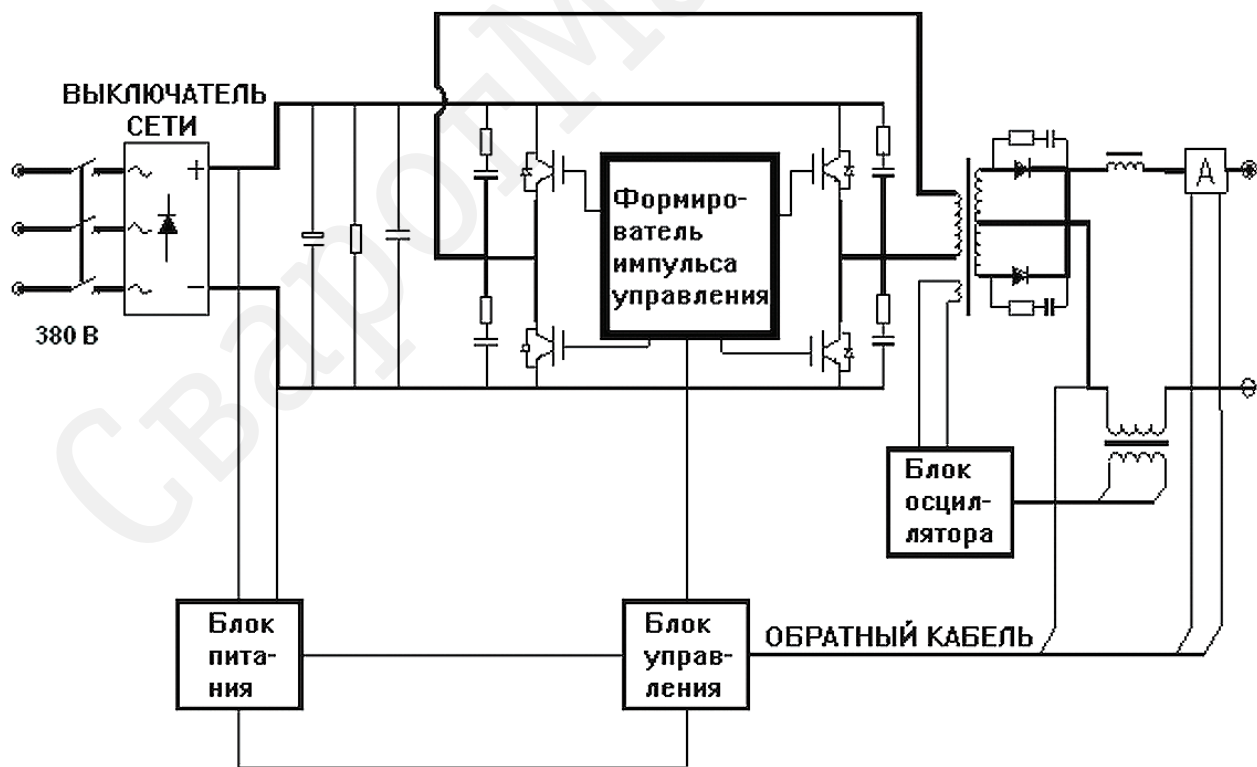 ВЫКЛЮЧАТЕЛЬ
СЕТИ
380 В
Формиро-
ватель
импульса
управления
А
Блок
осцил-
лятора
Блок
пита-
ния
Блок
управ-
ления
ОБРАТНЫЙ КАБЕЛЬ